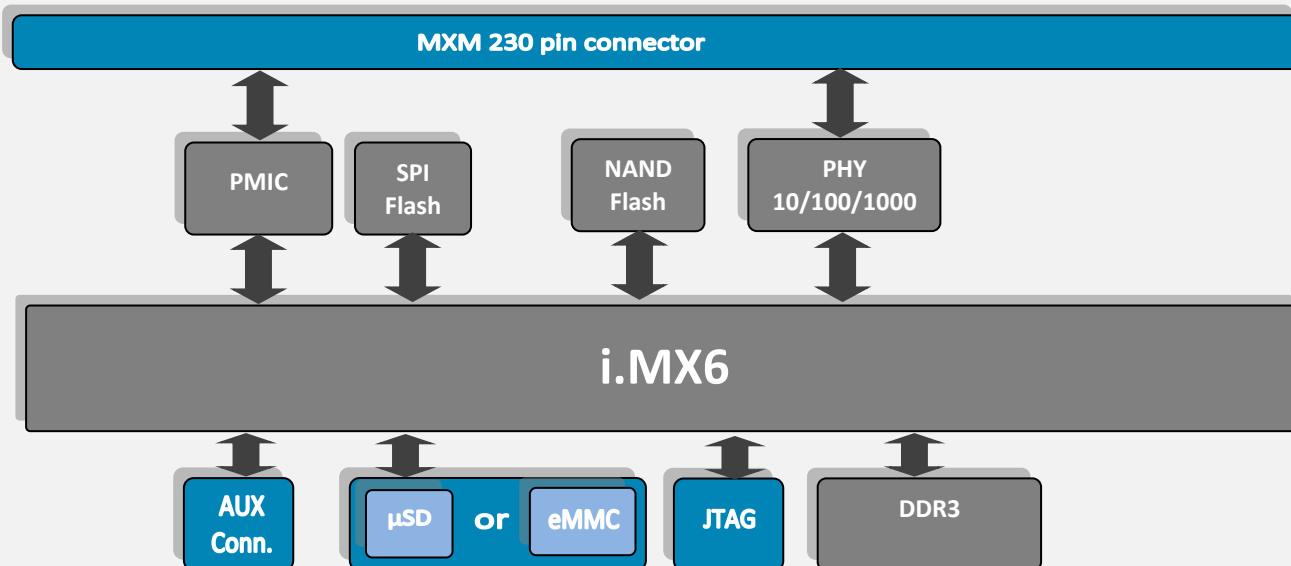 MXM 230 pin connector
PMIC
SPI
Flash
NAND
Flash
PHY
10/100/1000
i.MX6
AUX
Conn.
µSD or eMMC
JTAG
DDR3